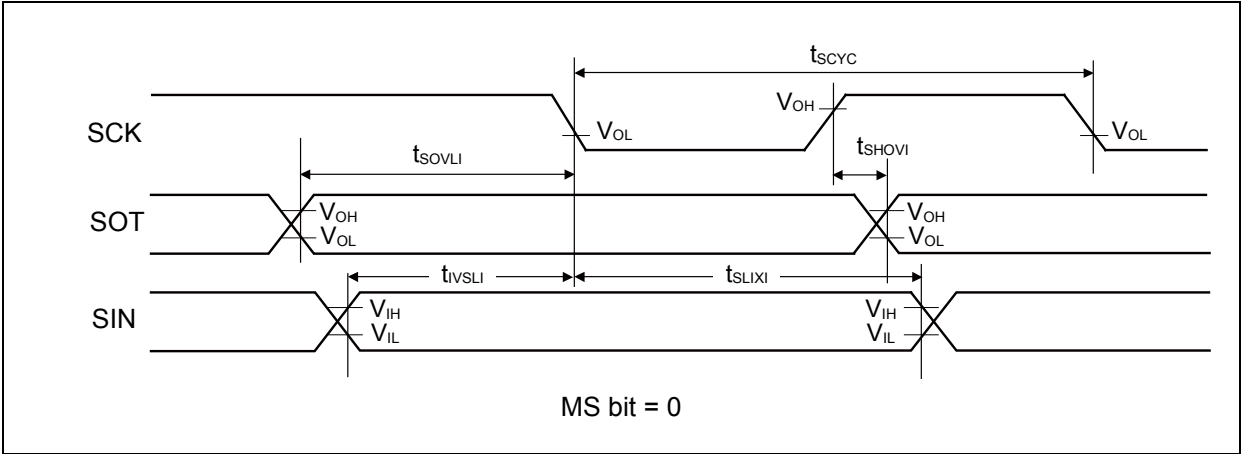 tSCYC
SCK VOL VOH VOL
tSOVLI tSHOVI
SOT VOH VOH
VOL VOL
tIVSLI tSLIXI
SIN VIH VIH
VIL VIL
MS bit = 0